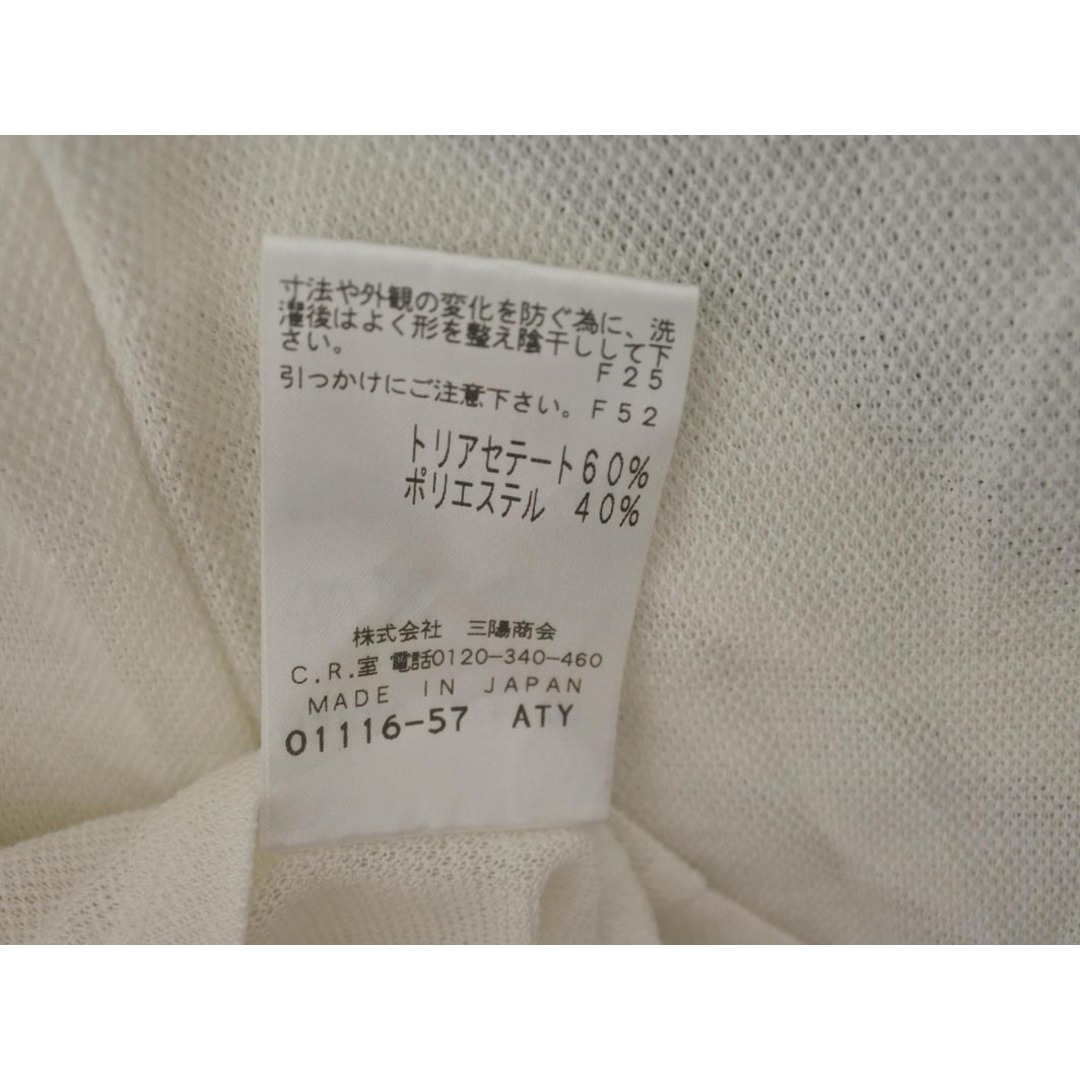 寸法や外観の変化を防ぐ為に、洗
濯後はよく形を整え陰干しして下
さい。 F25
引っかけにご注意下さい。F52
トリアセテート60%
ポリエステル 40%
株式会社 三陽商会
C.R.室 電話0120-340-460
MADE IN JAPAN
01116-57 ATY